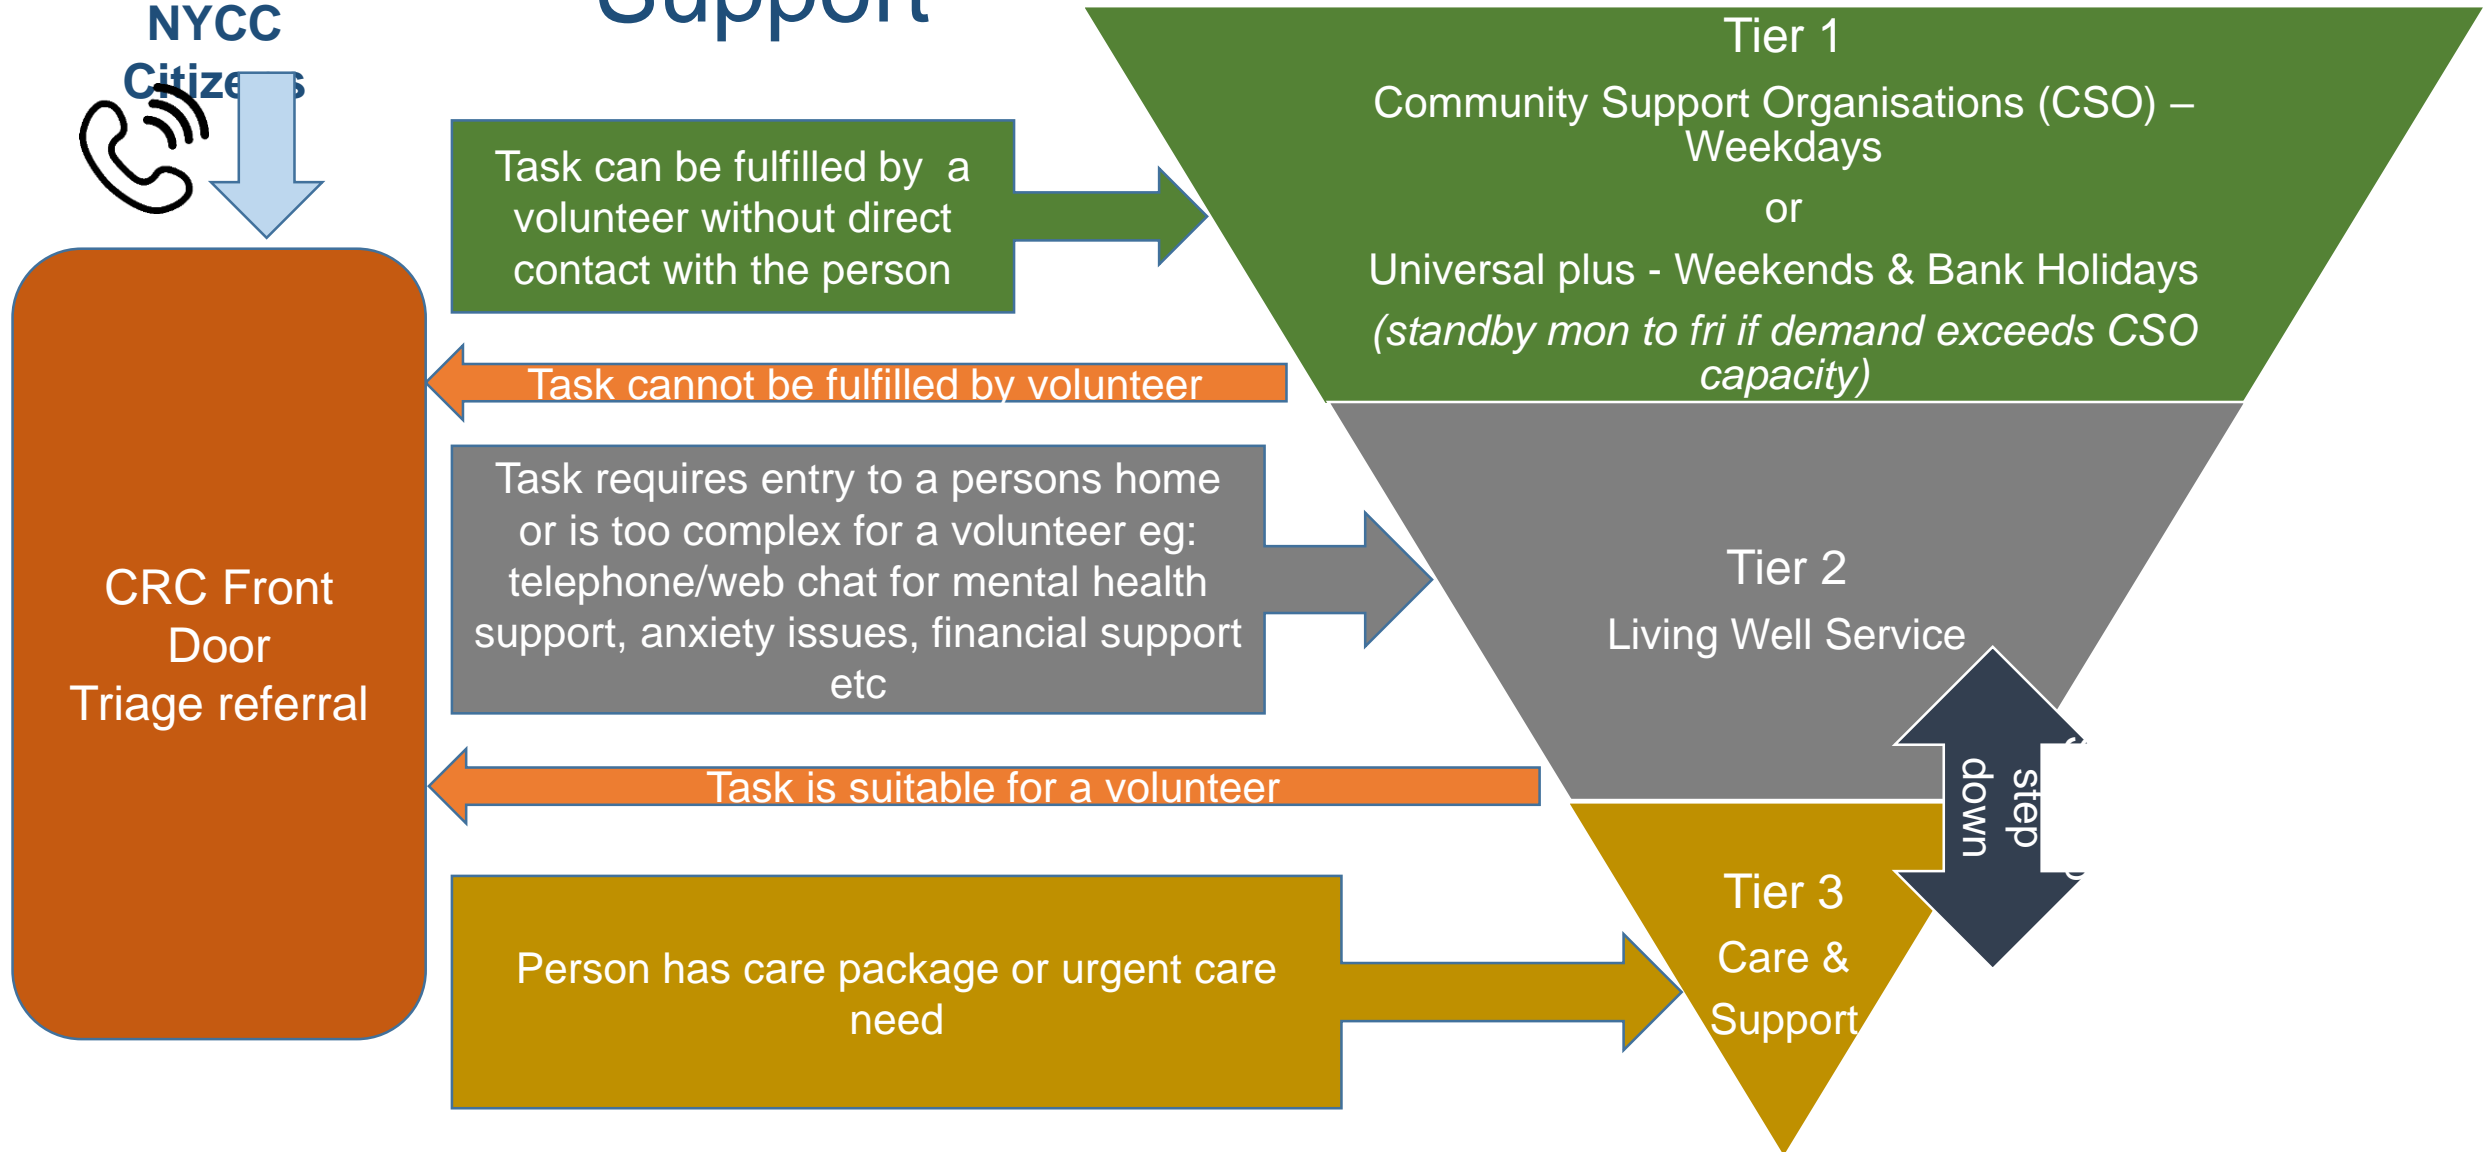 Support
NYCC
Citizens
Task can be fulfilled by a
volunteer without direct
contact with the person
Task cannot be fulfilled by volunteer
Task requires entry to a persons home
or is too complex for a volunteer eg:
telephone/web chat for mental health
support, anxiety issues, financial support
etc
Task is suitable for a volunteer
Person has care package or urgent care
need
CRC Front
Door
Triage referral
Tier 1
Community Support Organisations (CSO) –
Weekdays
or
Universal plus - Weekends & Bank Holidays
(standby mon to fri if demand exceeds CSO
capacity)
Tier 2
Living Well Service
step
down
Tier 3
Care &
Support